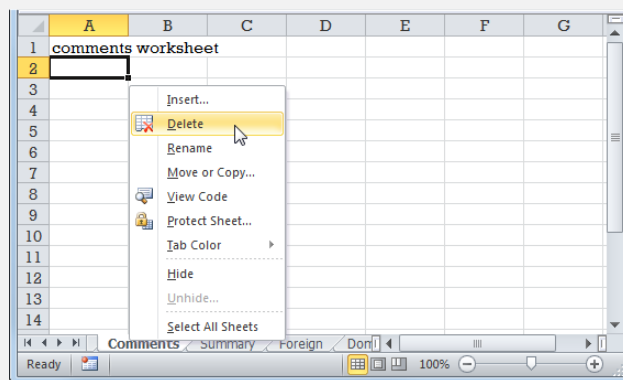 A B C D E F G
1 comments worksheet
2
3
4
5
6
7
8
9
10
11
12
13
14
Insert...
Delete
Rename
Move or Copy...
View Code
Protect Sheet...
Tab Color
Hide
Unhide...
Select All Sheets
Comments Summary Foreign Dom
Ready 100%